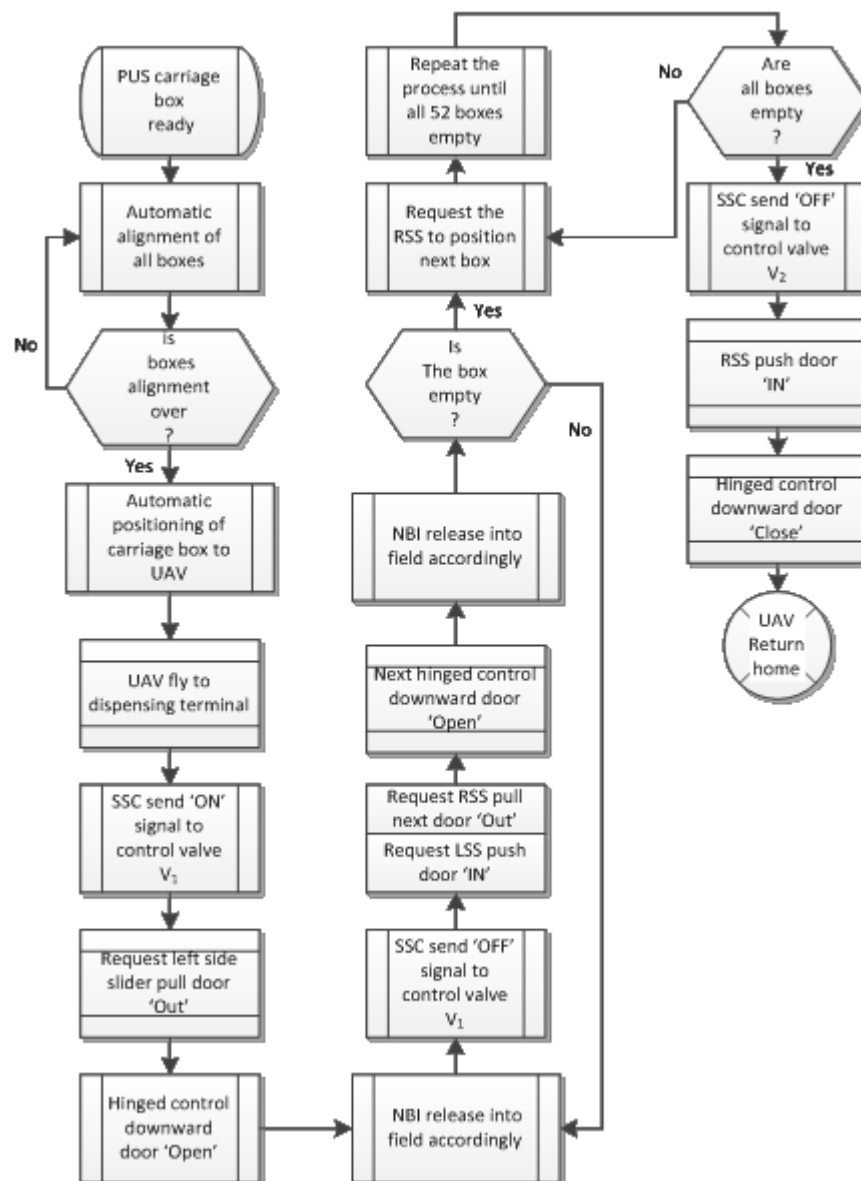 PUS carriage
box
ready
Automatic
alignment of
all boxes
No
Is
boxes
alignment
over
?
Yes
Automatic
positioning of
carriage box to
UAV
UAV fly to
dispensing terminal
SSC send ‘ON’
signal to
control valve
V₁
Request left side
slider pull door
‘Out’
Hinged control
downward
door ‘Open’
NBI release into
field accordingly
SSC send ‘OFF’
signal to
control valve
V₁
Request RSS pull
next door ‘Out’
Request LSS push
door ‘IN’
Next hinged control
downward door
‘Open’
NBI release into
field accordingly
Is
The box
empty
?
No
Yes
Request the
RSS to position
next box
Repeat the
process until
all 52 boxes
empty
Are
all boxes
empty
?
No
Yes
SSC send ‘OFF’
signal to
control valve
V₂
RSS push door
‘IN’
Hinged control
downward door
‘Close’
UAV
Return
home